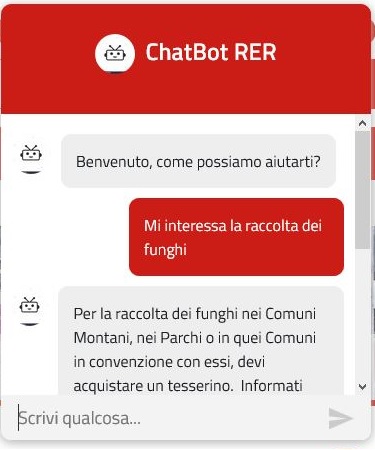 ChatBot RER
Benvenuto, come possiamo aiutarti?
Mi interessa la raccolta dei
funghi
Per la raccolta dei funghi nei Comuni
Montani, nei Parchi o in quei Comuni
in convenzione con essi, devi
acquistare un tesserino. Informati
Scrivi qualcosa...